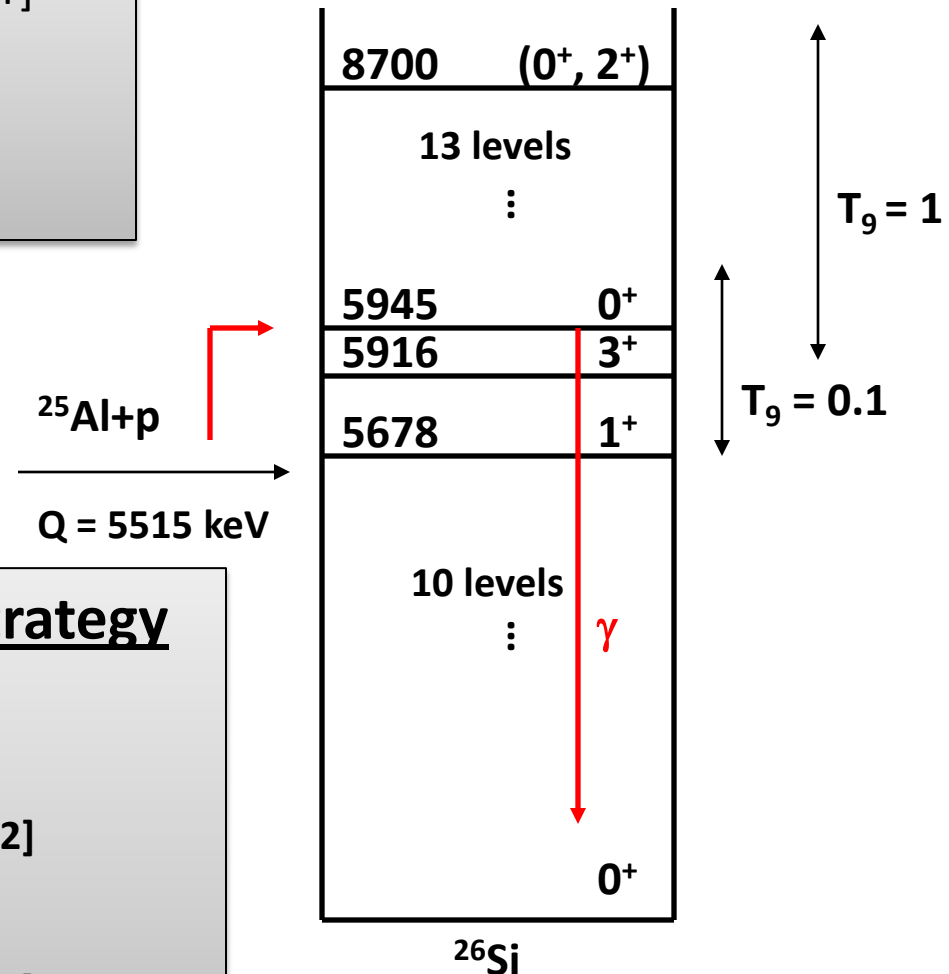 8700 (0⁺, 2⁺)
13 levels
⋮
T₉ = 1
5945 0⁺
5916 3⁺
T₉ = 0.1
²⁵Al+p
5678 1⁺
Q = 5515 keV
10 levels
⋮
γ
2]
0⁺
²⁶Si